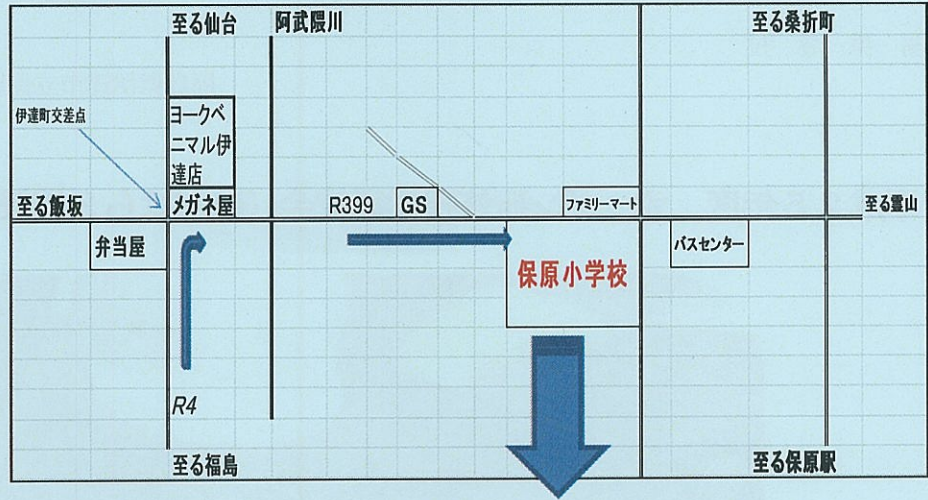 至る仙台
阿武隈川
至る桑折町
伊達町交差点
ヨークベ
ニマル伊
達店
至る飯坂
メガネ屋
R399
GS
ファミリーマート
至る霊山
弁当屋
保原小学校
バスセンター
R4
至る福島
至る保原駅